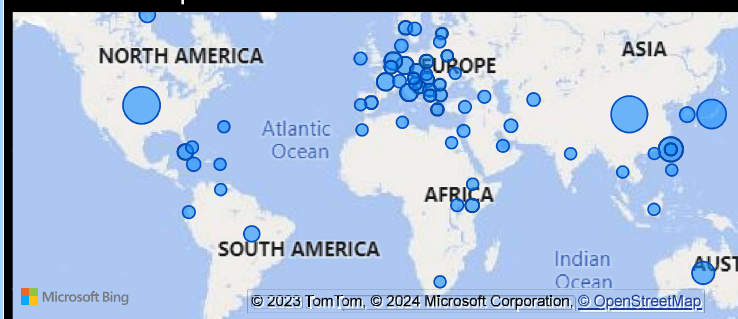 NORTH AMERICA
EUROPE
ASIA
Atlantic
Ocean
AFRICA
SOUTH AMERICA
Indian
Ocean
AUST
Microsoft Bing
© 2023 TomTom, © 2024 Microsoft Corporation, © OpenStreetMap